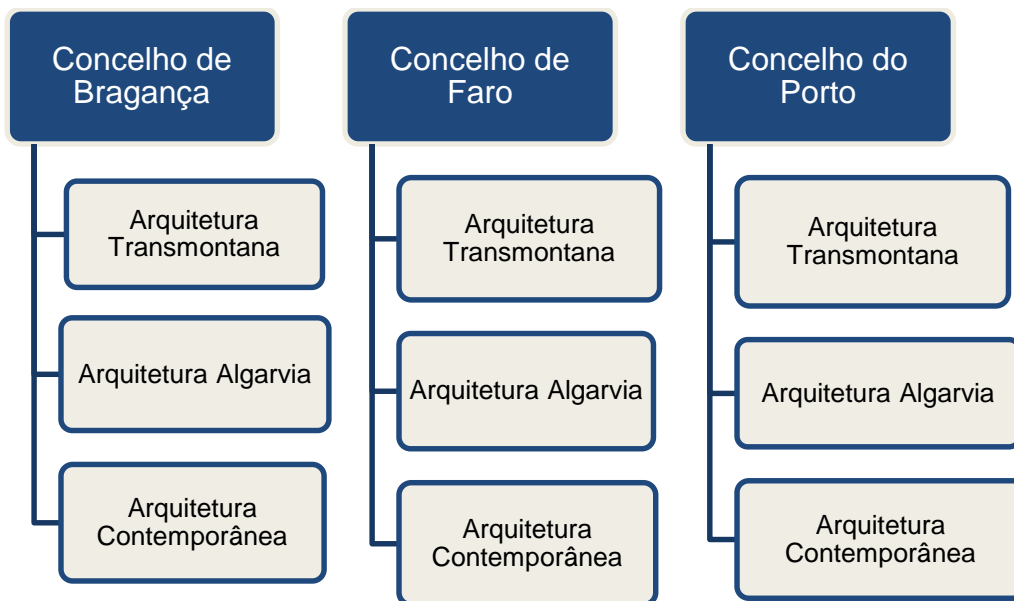 Concelho de
Bragança
Arquitetura
Transmontana
Arquitetura Algarvia
Arquitetura
Contemporânea
Concelho de
Faro
Arquitetura
Transmontana
Arquitetura Algarvia
Arquitetura
Contemporânea
Concelho do
Porto
Arquitetura
Transmontana
Arquitetura Algarvia
Arquitetura
Contemporânea